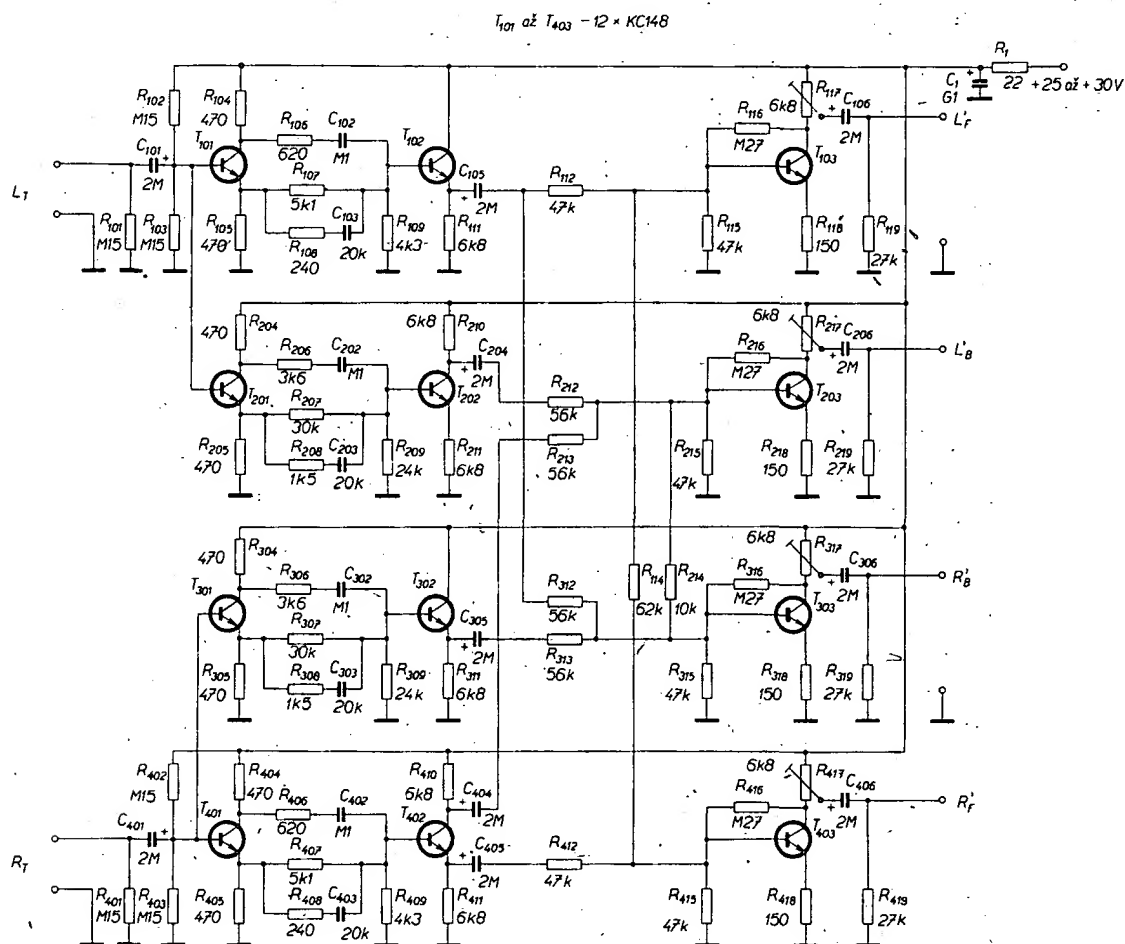 T101 až T403 - 12 × KC148
R102
M15
R104
470
R106
620
C102
M1
T101
C101
2M
LT
R101
M15
R103
M15
R105
470
R107
5k1
R108
240
C103
20k
R109
4k3
T102
C105
2M
R111
6k8
R112
47k
R115
47k
R116
M27
R117
6k8
T103
C106
2M
R118
150
R119
27k
C1
G1
R1
22
+25 až +30V
L'F
470
R204
R206
3k6
C202
M1
T201
R205
470
R207
30k
R208
1k5
C203
20k
R209
24k
6k8
R210
C204
2M
T202
R211
6k8
R212
56k
R213
56k
R215
47k
R216
M27
6k8
R217
T203
C206
2M
R218
150
R219
27k
L'B
470
R304
R306
3k6
C302
M1
T301
R305
470
R307
30k
R308
1k5
C303
20k
R309
24k
T302
C305
2M
R311
6k8
R312
56k
R313
56k
R114
62k
R214
10k
R315
47k
R316
M27
6k8
R317
T303
C306
2M
R318
150
R319
27k
R'B
R402
M15
R404
470
R406
620
C402
M1
T401
C401
2M
RT
R401
M15
R403
M15
R405
470
R407
5k1
R408
240
C403
20k
R409
4k3
R410
6k8
C404
2M
T402
C405
2M
R411
6k8
R412
47k
R415
47k
R416
M27
6k8
R417
T403
C406
2M
R418
150
R419
27k
R'F